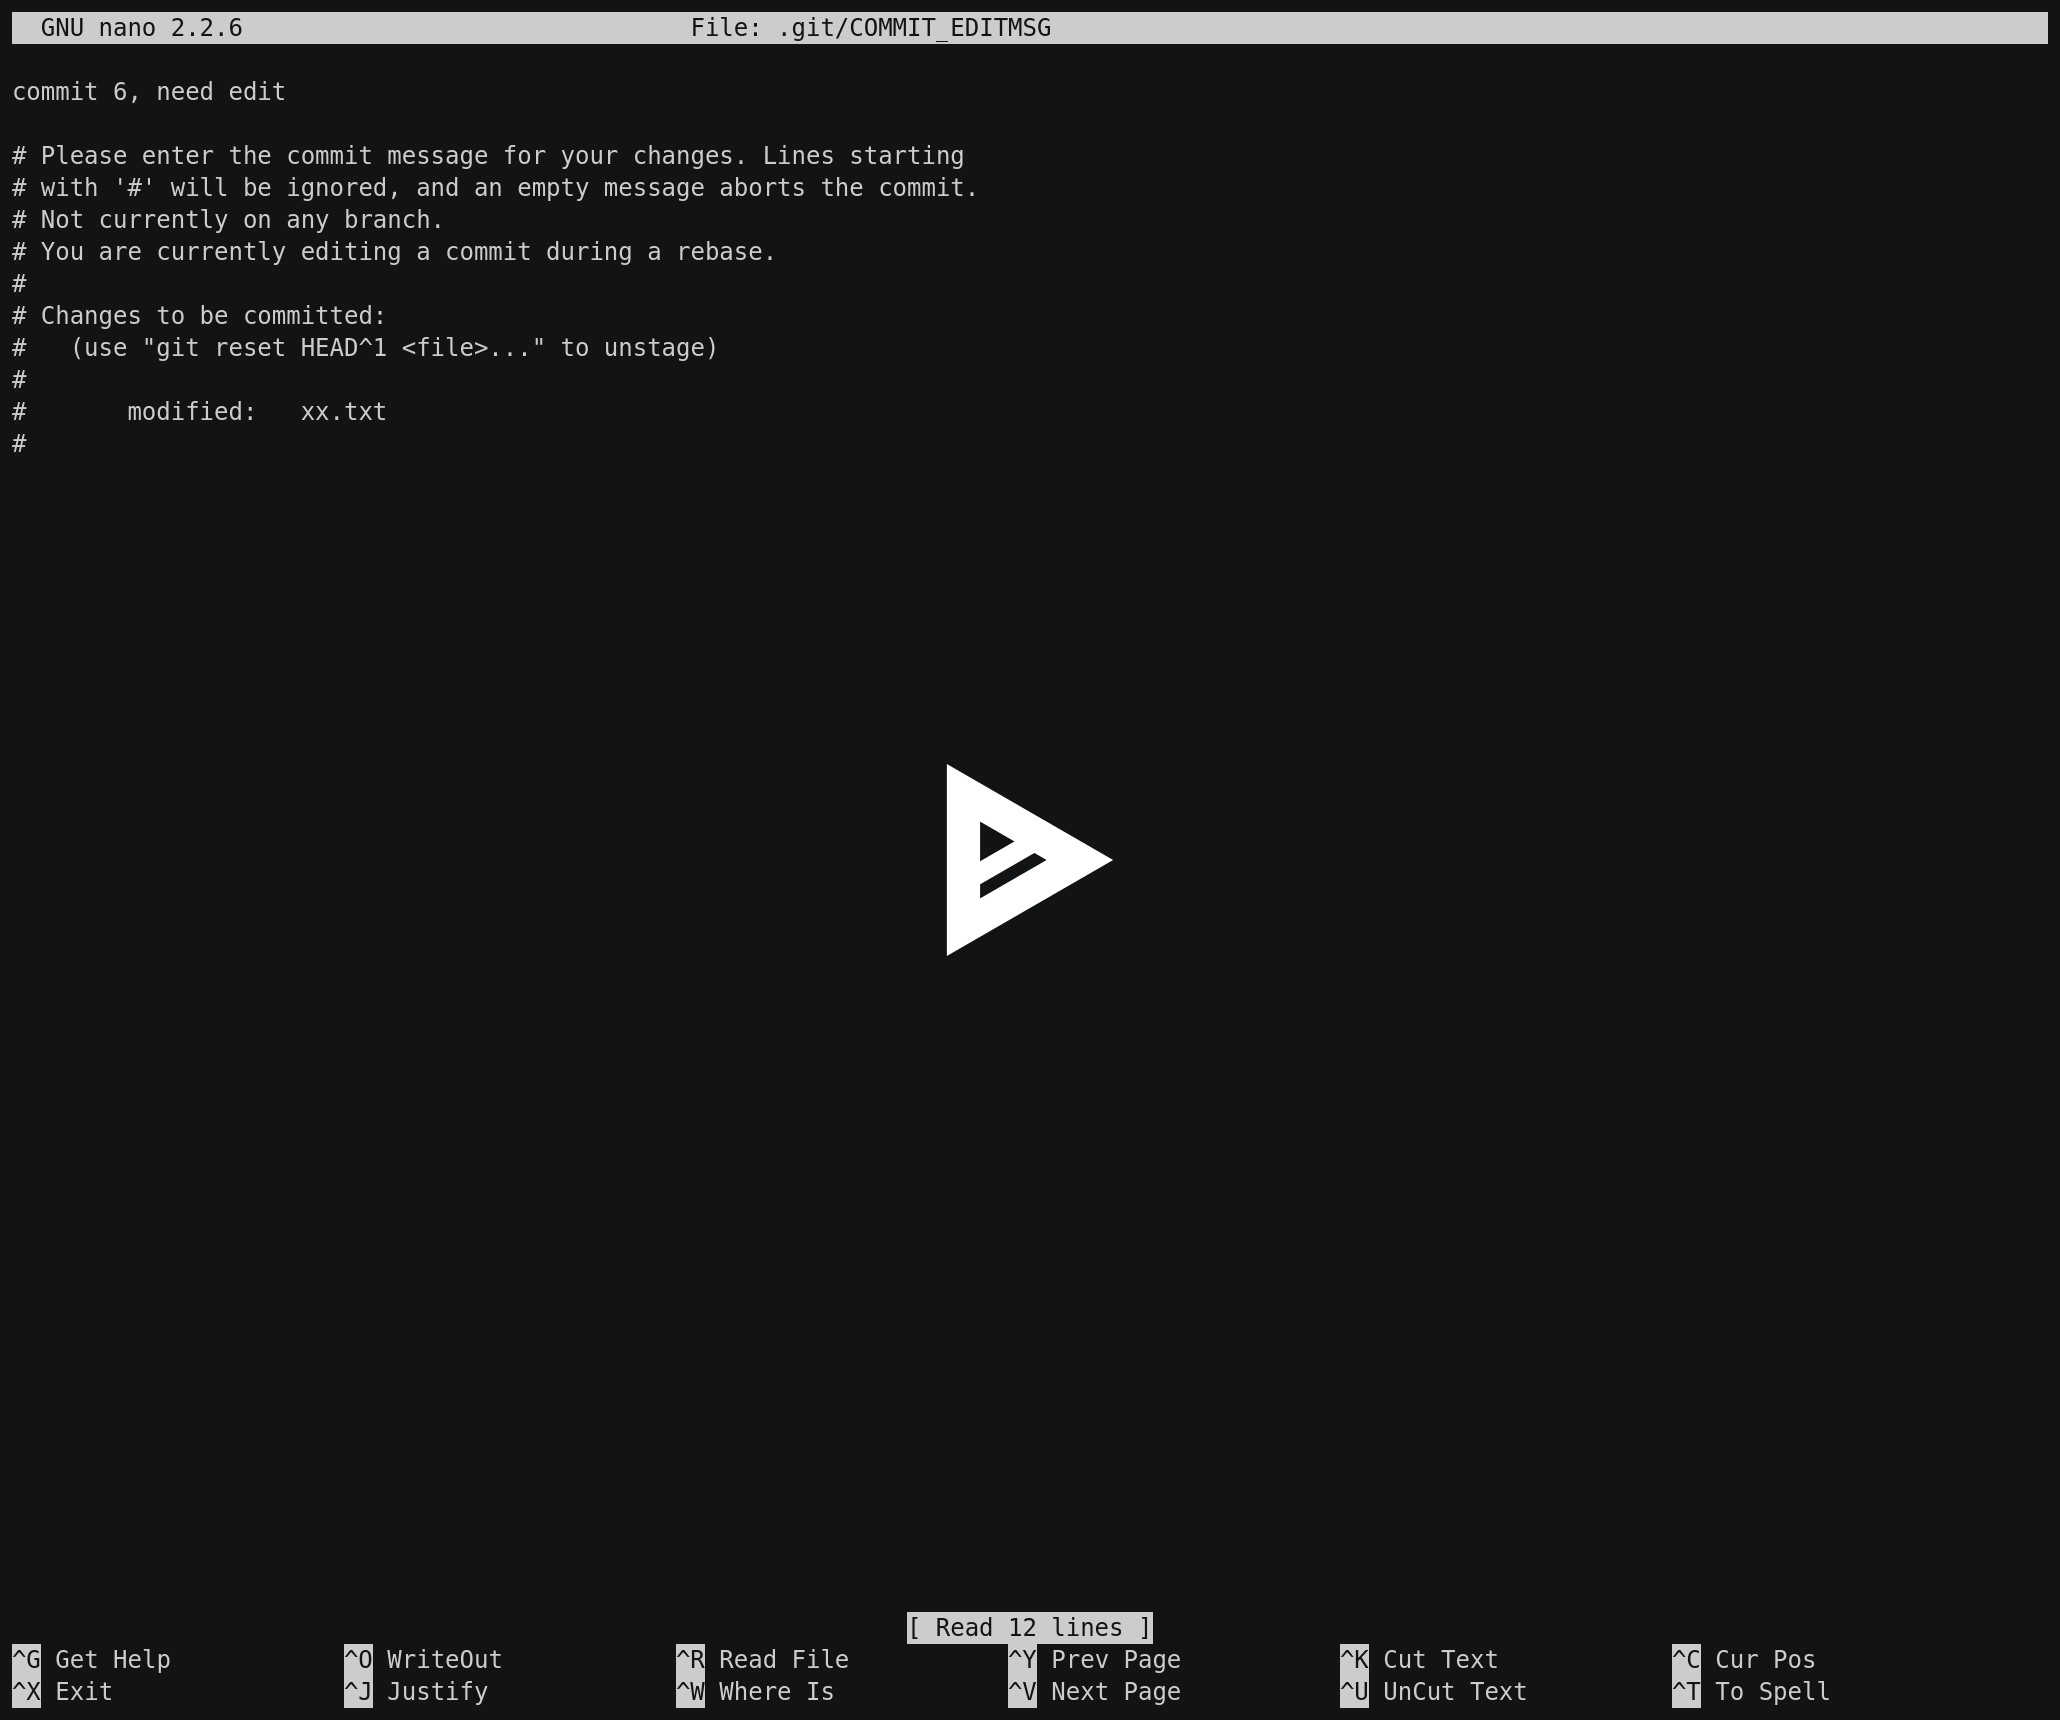 GNU nano 2.2.6 File: .git/COMMIT_EDITMSG
commit 6, need edit
# Please enter the commit message for your changes. Lines starting
# with '#' will be ignored, and an empty message aborts the commit.
# Not currently on any branch.
# You are currently editing a commit during a rebase.
#
# Changes to be committed:
#   (use "git reset HEAD^1 <file>..." to unstage)
#
#       modified:   xx.txt
#
[ Read 12 lines ]
^G Get Help ^O WriteOut ^R Read File ^Y Prev Page ^K Cut Text ^C Cur Pos
^X Exit ^J Justify ^W Where Is ^V Next Page ^U UnCut Text ^T To Spell